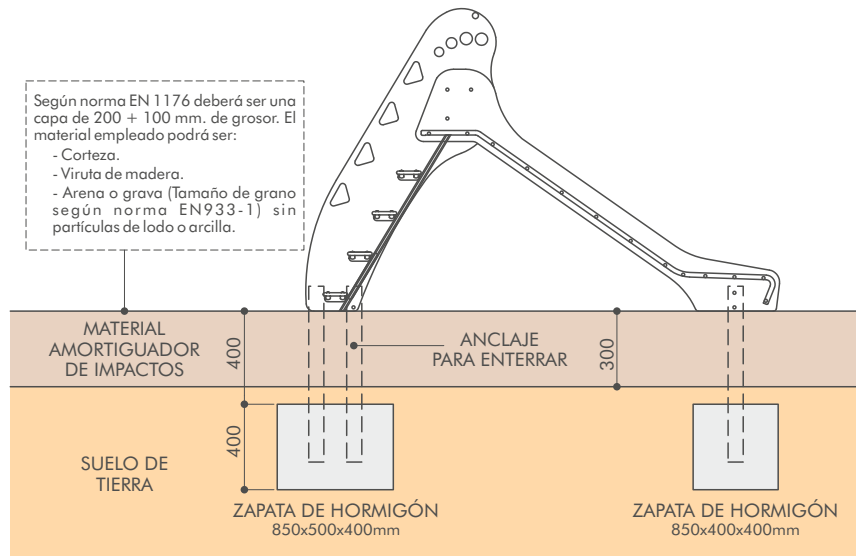 Según norma EN 1176 deberá ser una
capa de 200 + 100 mm. de grosor. El
material empleado podrá ser:
- Corteza.
- Viruta de madera.
- Arena o grava (Tamaño de grano
según norma EN933-1) sin
partículas de lodo o arcilla.
MATERIAL
AMORTIGUADOR
DE IMPACTOS
400
ANCLAJE
PARA ENTERRAR
300
400
SUELO DE
TIERRA
ZAPATA DE HORMIGÓN
850x500x400mm
ZAPATA DE HORMIGÓN
850x400x400mm